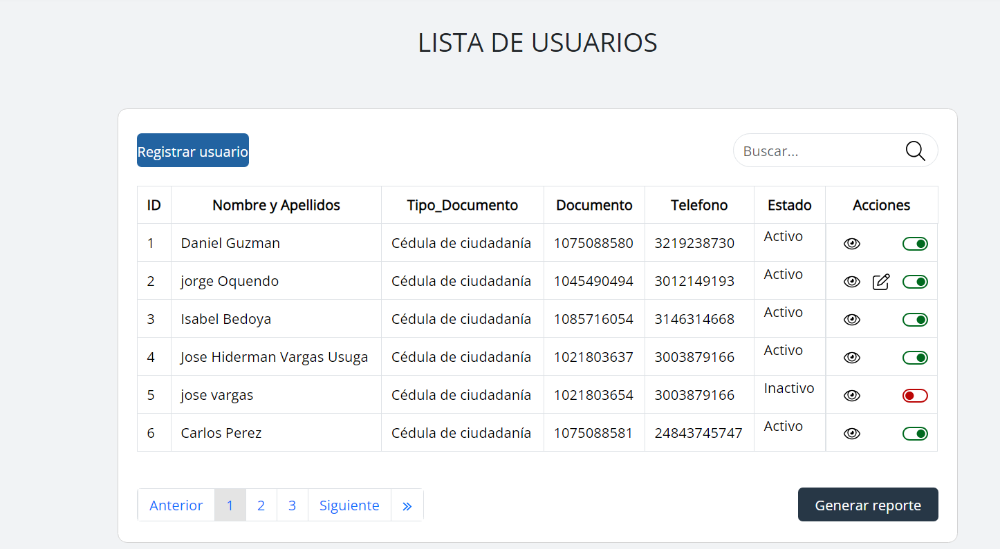 LISTA DE USUARIOS
Registrar usuario
Buscar...
ID Nombre y Apellidos Tipo_Documento Documento Telefono Estado Acciones
1 Daniel Guzman Cédula de ciudadanía 1075088580 3219238730 Activo
2 jorge Oquendo Cédula de ciudadanía 1045490494 3012149193 Activo
3 Isabel Bedoya Cédula de ciudadanía 1085716054 3146314668 Activo
4 Jose Hiderman Vargas Usuga Cédula de ciudadanía 1021803637 3003879166 Activo
5 jose vargas Cédula de ciudadanía 1021803654 3003879166 Inactivo
6 Carlos Perez Cédula de ciudadanía 1075088581 24843745747 Activo
Anterior 1 2 3 Siguiente »
Generar reporte